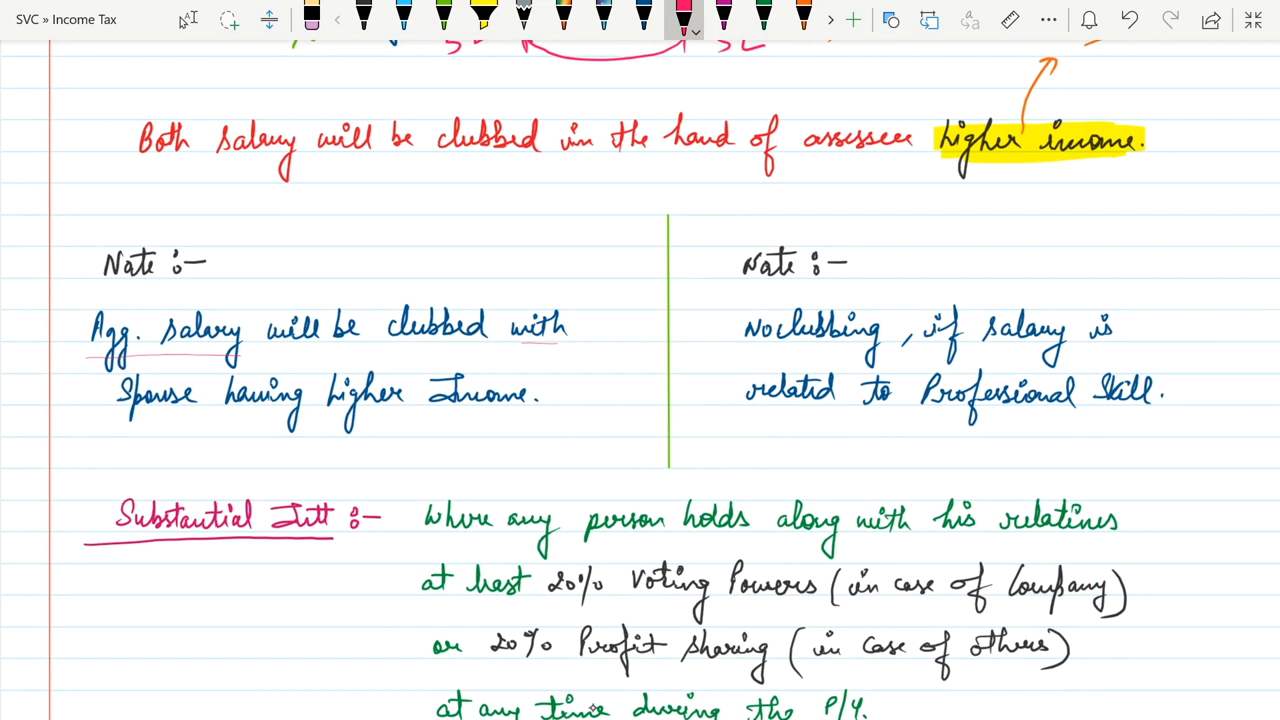 SVC » Income Tax
Both salary will be clubbed in the hand of assessee higher income.
Note :-
Agg. salary will be clubbed with
Spouse having higher Income.
Note :-
No clubbing, if salary is
related to Professional Skill.
Substantial Intt :- Where any person holds along with his relatives
at least 20% Voting Powers (in case of Company)
or 20% Profit sharing (in case of others)
at any time during the P/Y.